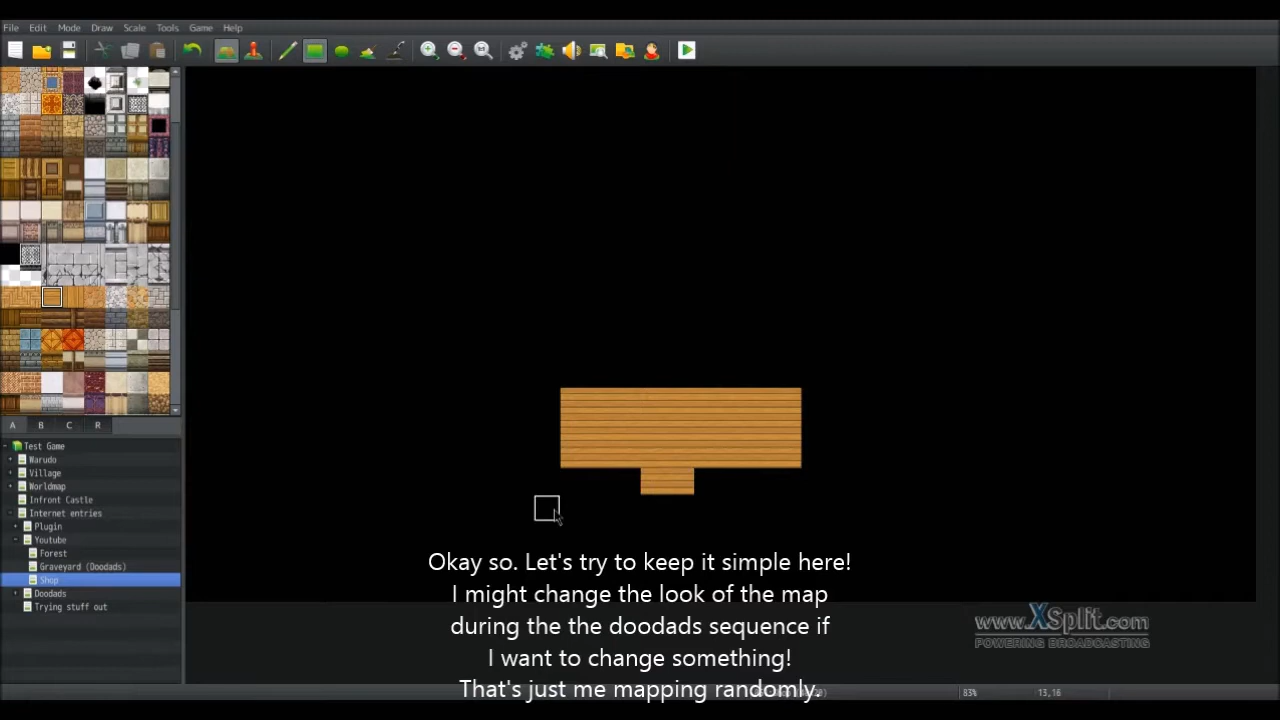 File Edit Mode Draw Scale Tools Game Help
A B C R
Test Game
Warudo
Village
Worldmap
Infront Castle
Internet entries
Plugin
Youtube
Forest
Graveyard (Doodads)
Shop
Doodads
Trying stuff out
Okay so. Let's try to keep it simple here!
I might change the look of the map
during the the doodads sequence if
I want to change something!
That's just me mapping randomly.
www.XSplit.com
POWERING BROADCASTING
83% 13,16